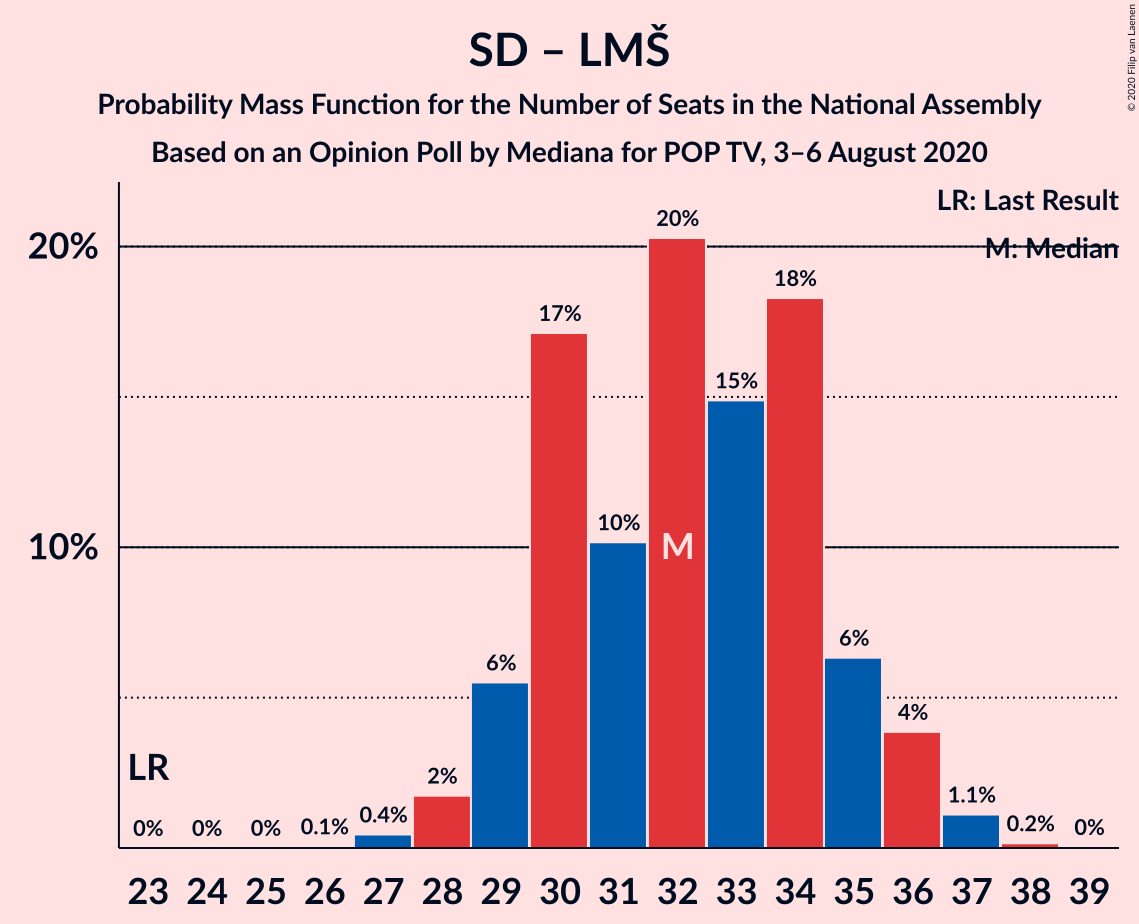 SD – LMŠ
Probability Mass Function for the Number of Seats in the National Assembly
Based on an Opinion Poll by Mediana for POP TV, 3–6 August 2020
© 2020 Filip van Laenen
LR: Last Result
M: Median
20%
10%
LR
0%
0%
0%
0.1%
0.4%
2%
6%
17%
10%
20%
M
15%
18%
6%
4%
1.1%
0.2%
0%
23 24 25 26 27 28 29 30 31 32 33 34 35 36 37 38 39